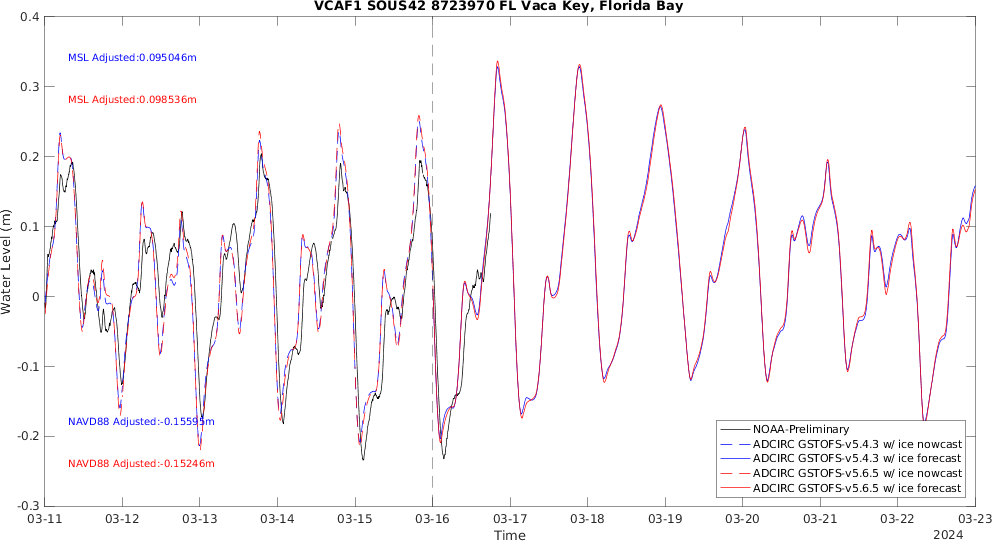 VCAF1 SOUS42 8723970 FL Vaca Key, Florida Bay
0.4
0.3
0.2
0.1
0
-0.1
-0.2
-0.3
Water Level (m)
MSL Adjusted:0.095046m
MSL Adjusted:0.098536m
NAVD88 Adjusted:-0.15595m
NAVD88 Adjusted:-0.15246m
NOAA-Preliminary
ADCIRC GSTOFS-v5.4.3 w/ ice nowcast
ADCIRC GSTOFS-v5.4.3 w/ ice forecast
ADCIRC GSTOFS-v5.6.5 w/ ice nowcast
ADCIRC GSTOFS-v5.6.5 w/ ice forecast
03-11 03-12 03-13 03-14 03-15 03-16 03-17 03-18 03-19 03-20 03-21 03-22 03-23
Time
2024